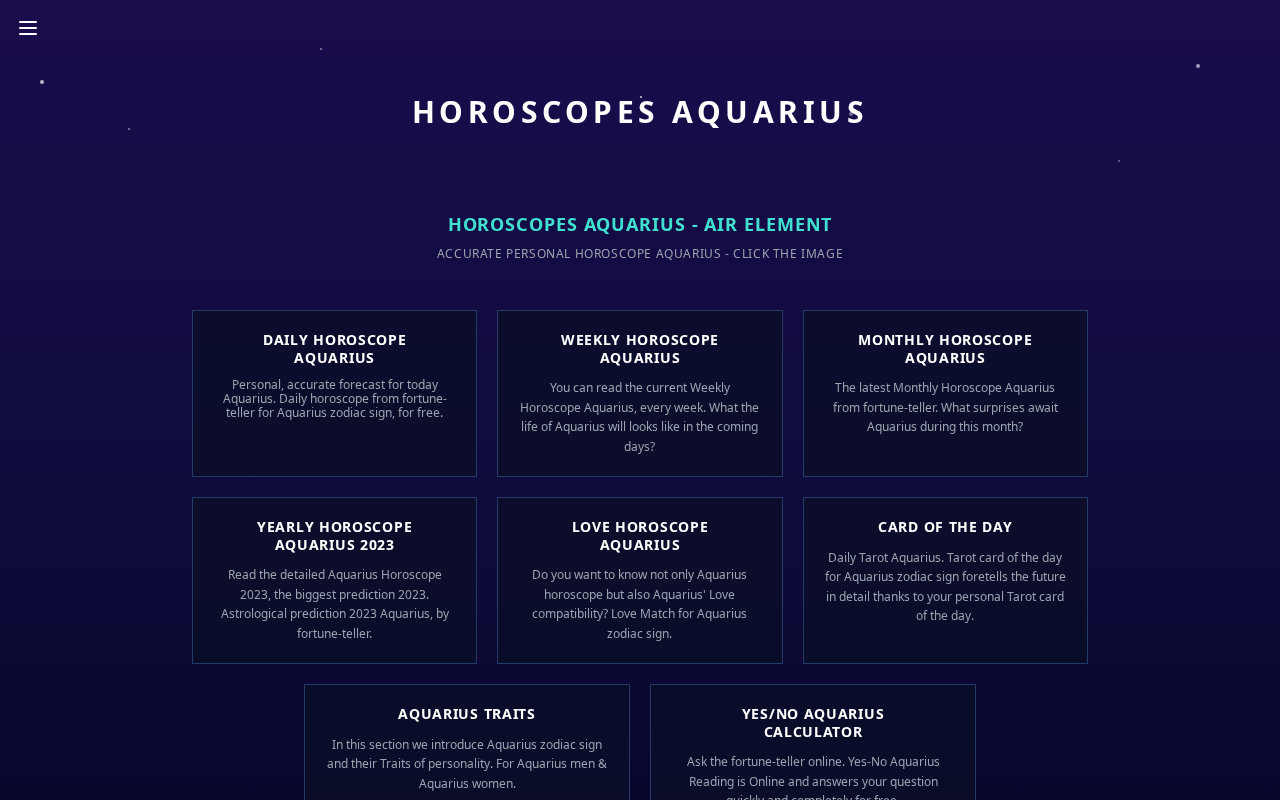 HOROSCOPES AQUARIUS
HOROSCOPES AQUARIUS - AIR ELEMENT
ACCURATE PERSONAL HOROSCOPE AQUARIUS - CLICK THE IMAGE
DAILY HOROSCOPE
AQUARIUS
Personal, accurate forecast for today
Aquarius. Daily horoscope from fortune-
teller for Aquarius zodiac sign, for free.
WEEKLY HOROSCOPE
AQUARIUS
You can read the current Weekly
Horoscope Aquarius, every week. What the
life of Aquarius will looks like in the coming
days?
MONTHLY HOROSCOPE
AQUARIUS
The latest Monthly Horoscope Aquarius
from fortune-teller. What surprises await
Aquarius during this month?
YEARLY HOROSCOPE
AQUARIUS 2023
Read the detailed Aquarius Horoscope
2023, the biggest prediction 2023.
Astrological prediction 2023 Aquarius, by
fortune-teller.
LOVE HOROSCOPE
AQUARIUS
Do you want to know not only Aquarius
horoscope but also Aquarius' Love
compatibility? Love Match for Aquarius
zodiac sign.
CARD OF THE DAY
Daily Tarot Aquarius. Tarot card of the day
for Aquarius zodiac sign foretells the future
in detail thanks to your personal Tarot card
of the day.
AQUARIUS TRAITS
In this section we introduce Aquarius zodiac sign
and their Traits of personality. For Aquarius men &
Aquarius women.
YES/NO AQUARIUS
CALCULATOR
Ask the fortune-teller online. Yes-No Aquarius
Reading is Online and answers your question
quickly and completely for free.